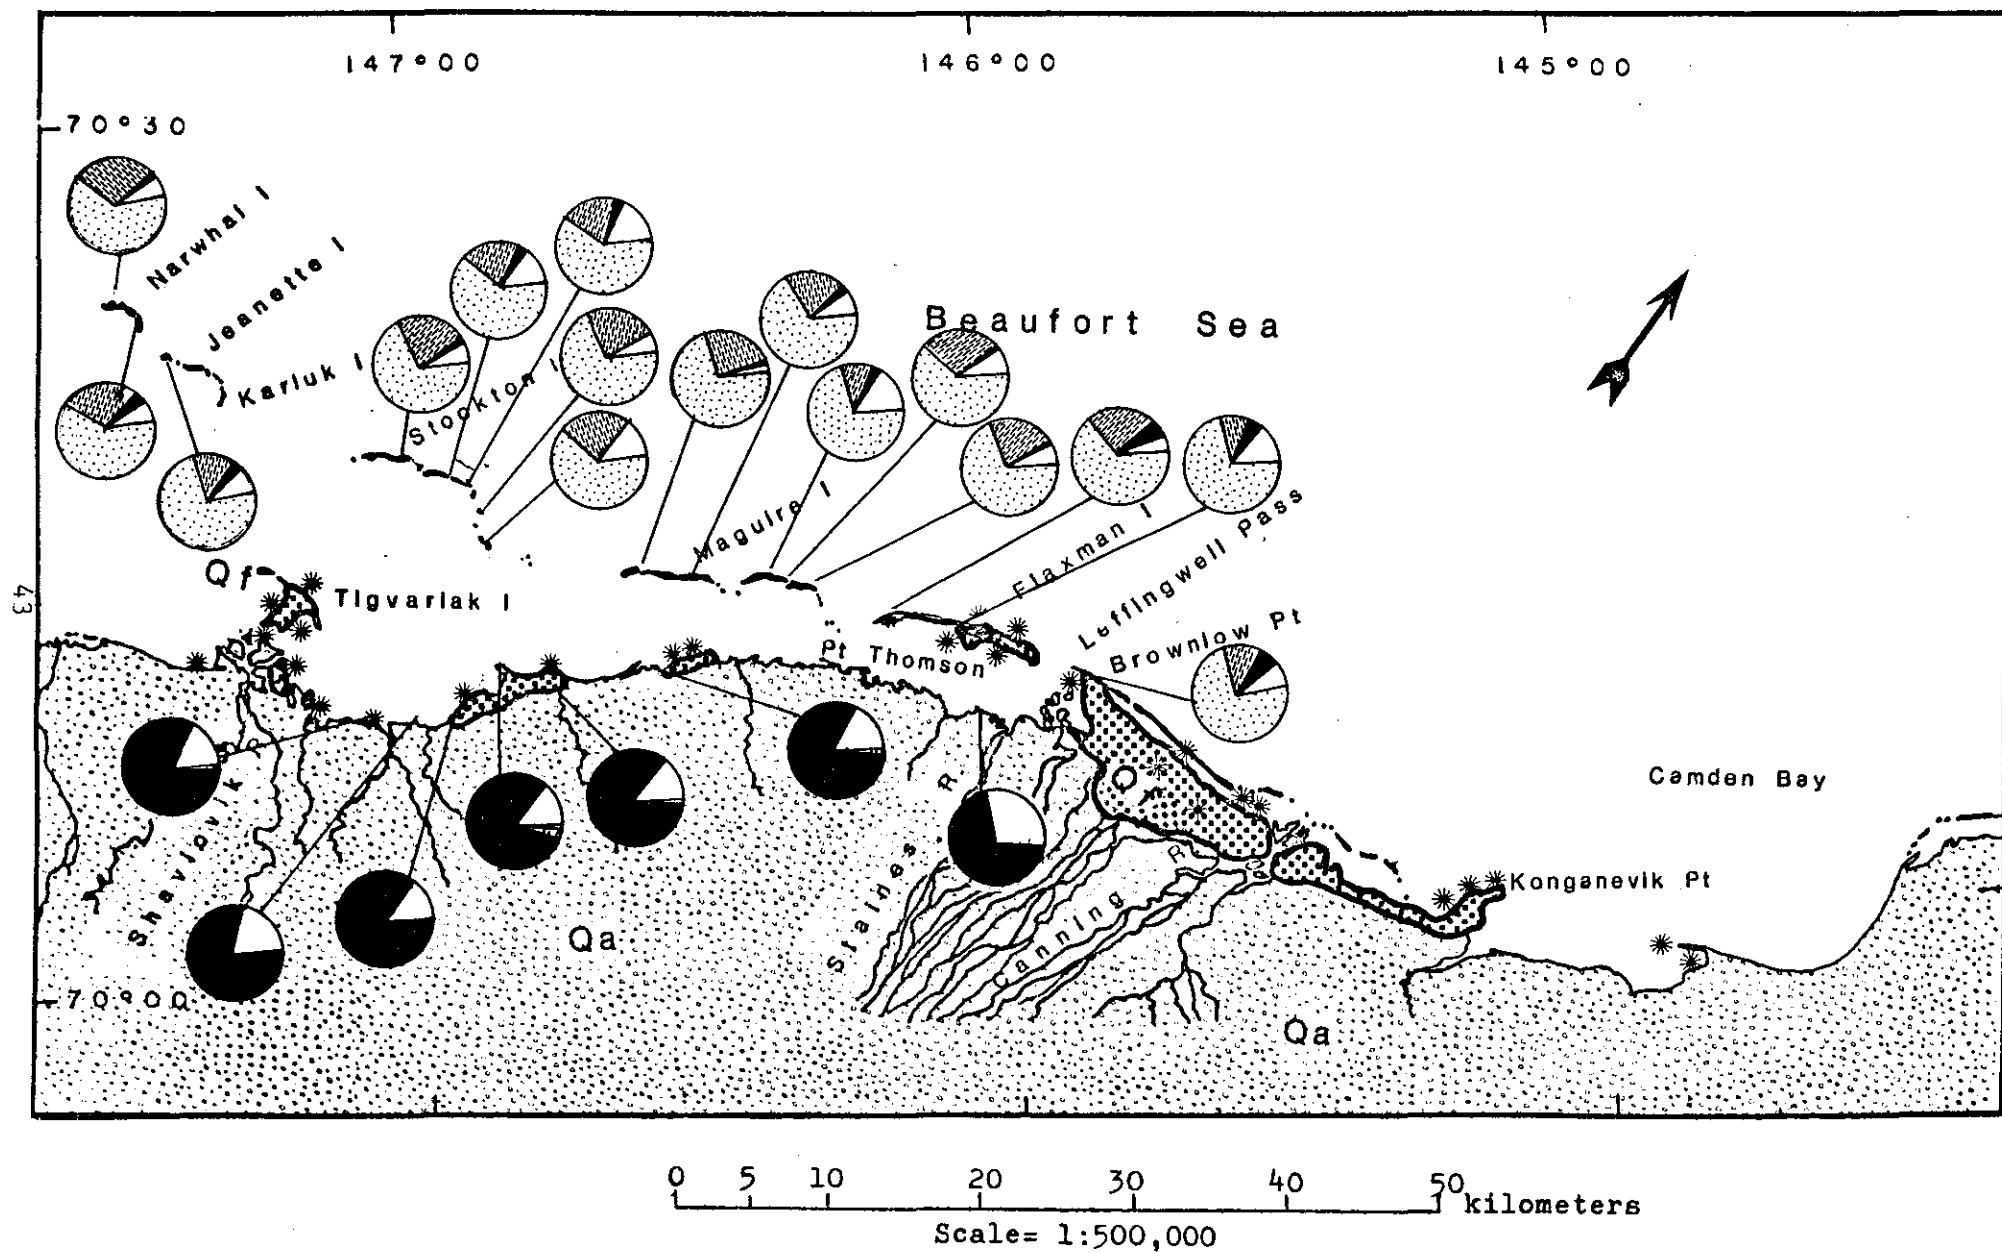 147°00
146°00
145°00
70°30
Narwhal I
Jeanette I
Karluk I
Stockton I
Beaufort Sea
Maguire I
Flaxman I
Leffingwell Pass
Brownlow Pt
Qf
Tigvariak I
Pt Thomson
43
Camden Bay
Shaviovik R
Staines R
Canning R
Qf
Konganevik Pt
Qa
70°00
Qa
0 5 10 20 30 40 50 kilometers
Scale= 1:500,000